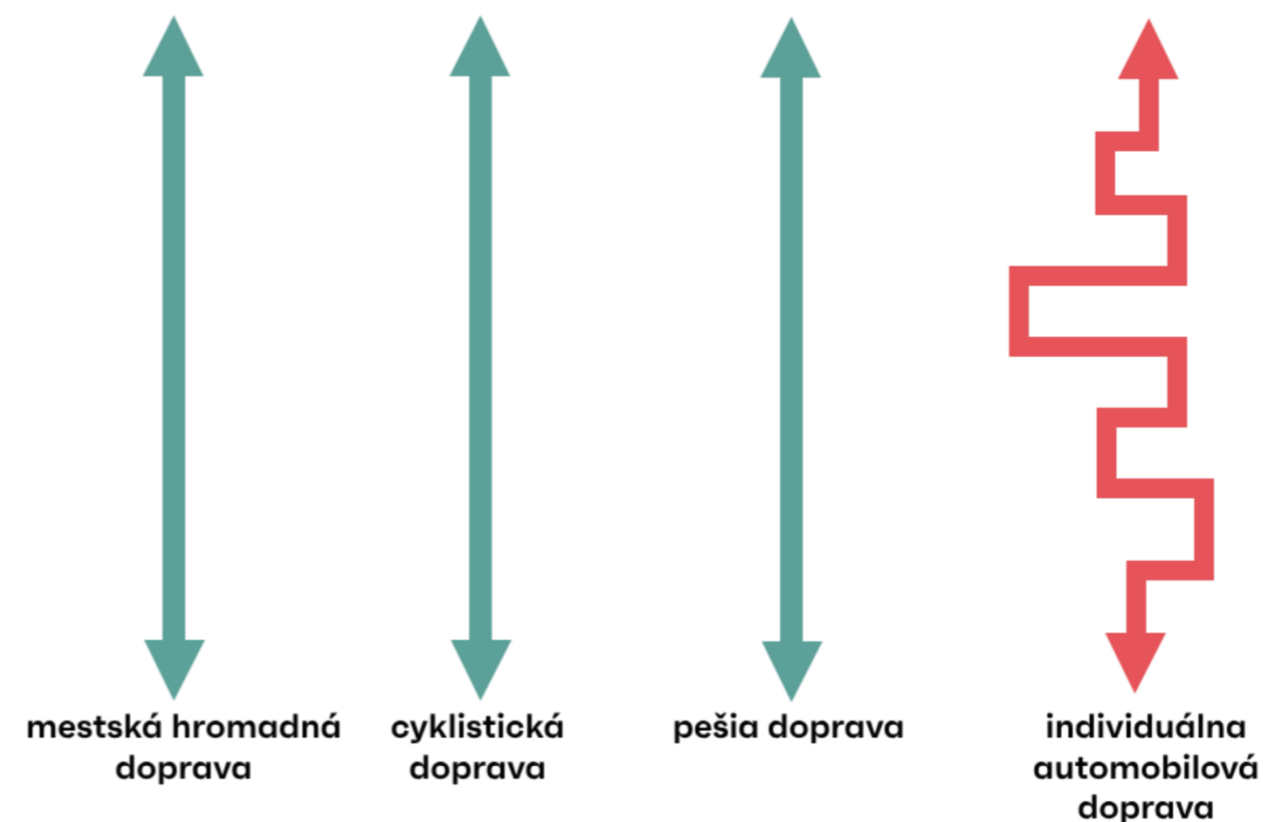 mestská hromadná
doprava
cyklistická
doprava
pešia doprava
individuálna
automobilová
doprava